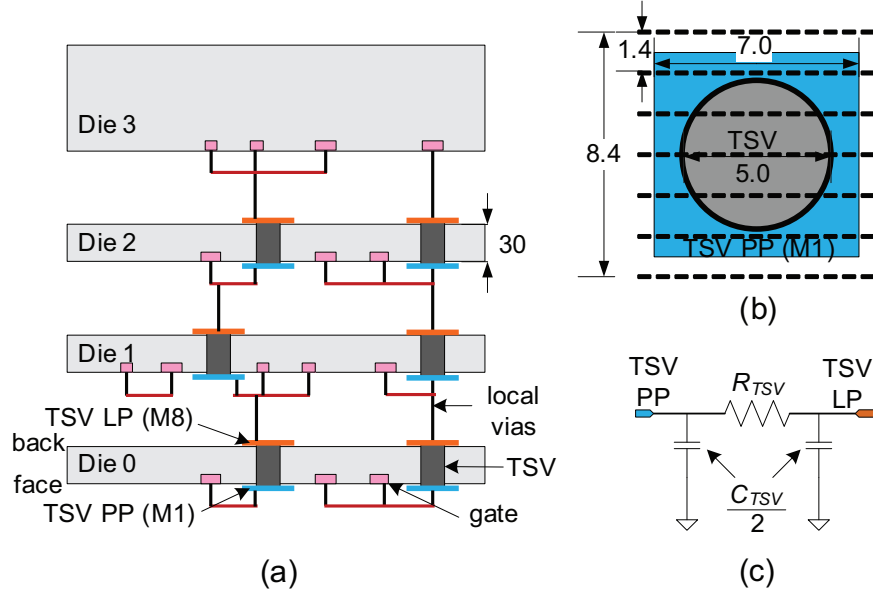 Die 3
Die 2
30
Die 1
TSV LP (M8)
back
Die 0
face
TSV PP (M1)
local
vias
TSV
gate
(a)
1.4
7.0
8.4
TSV
5.0
TSV PP (M1)
(b)
TSV
PP
R_TSV
TSV
LP
C_TSV
2
(c)